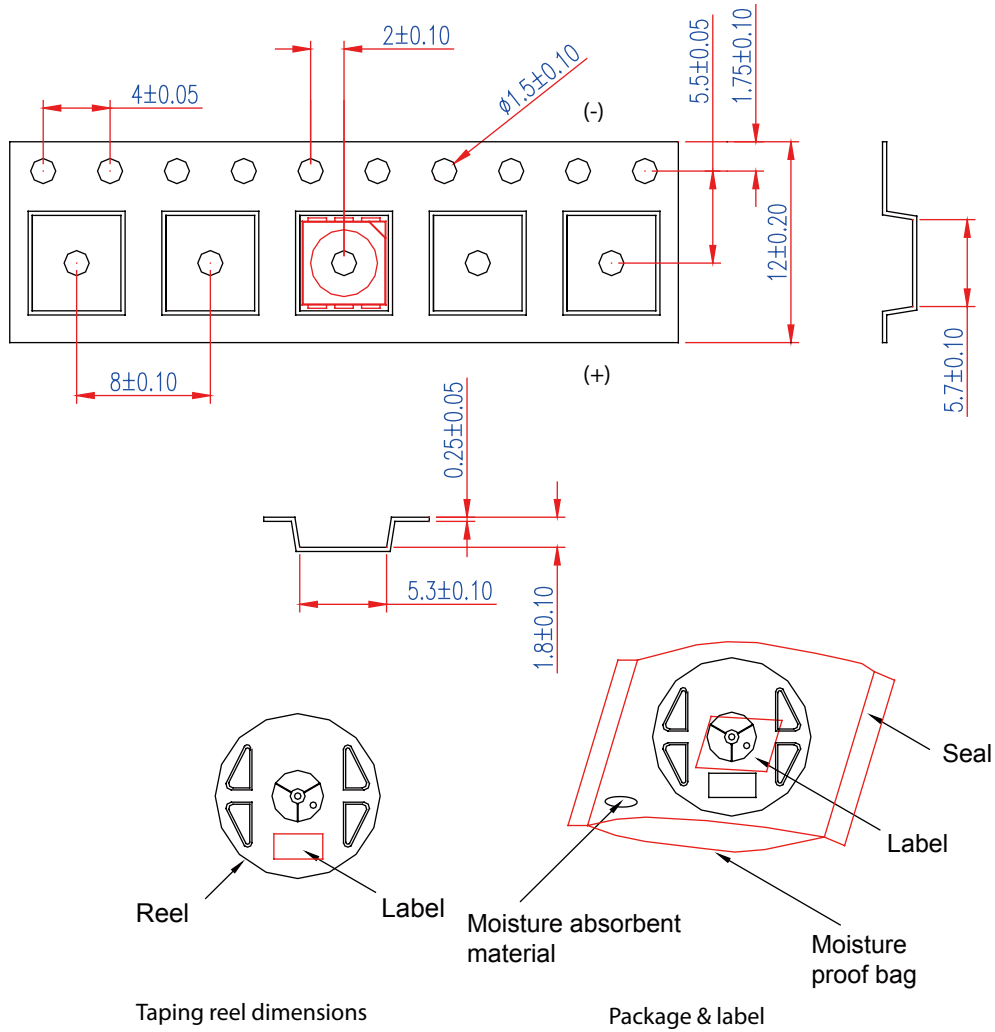 2±0.10
4±0.05
ø1.5±0.10
5.5±0.05
1.75±0.10
(-)
12±0.20
5.7±0.10
8±0.10
(+)
0.25±0.05
5.3±0.10
1.8±0.10
Seal
Label
Reel
Label
Moisture absorbent
material
Moisture
proof bag
Taping reel dimensions
Package & label